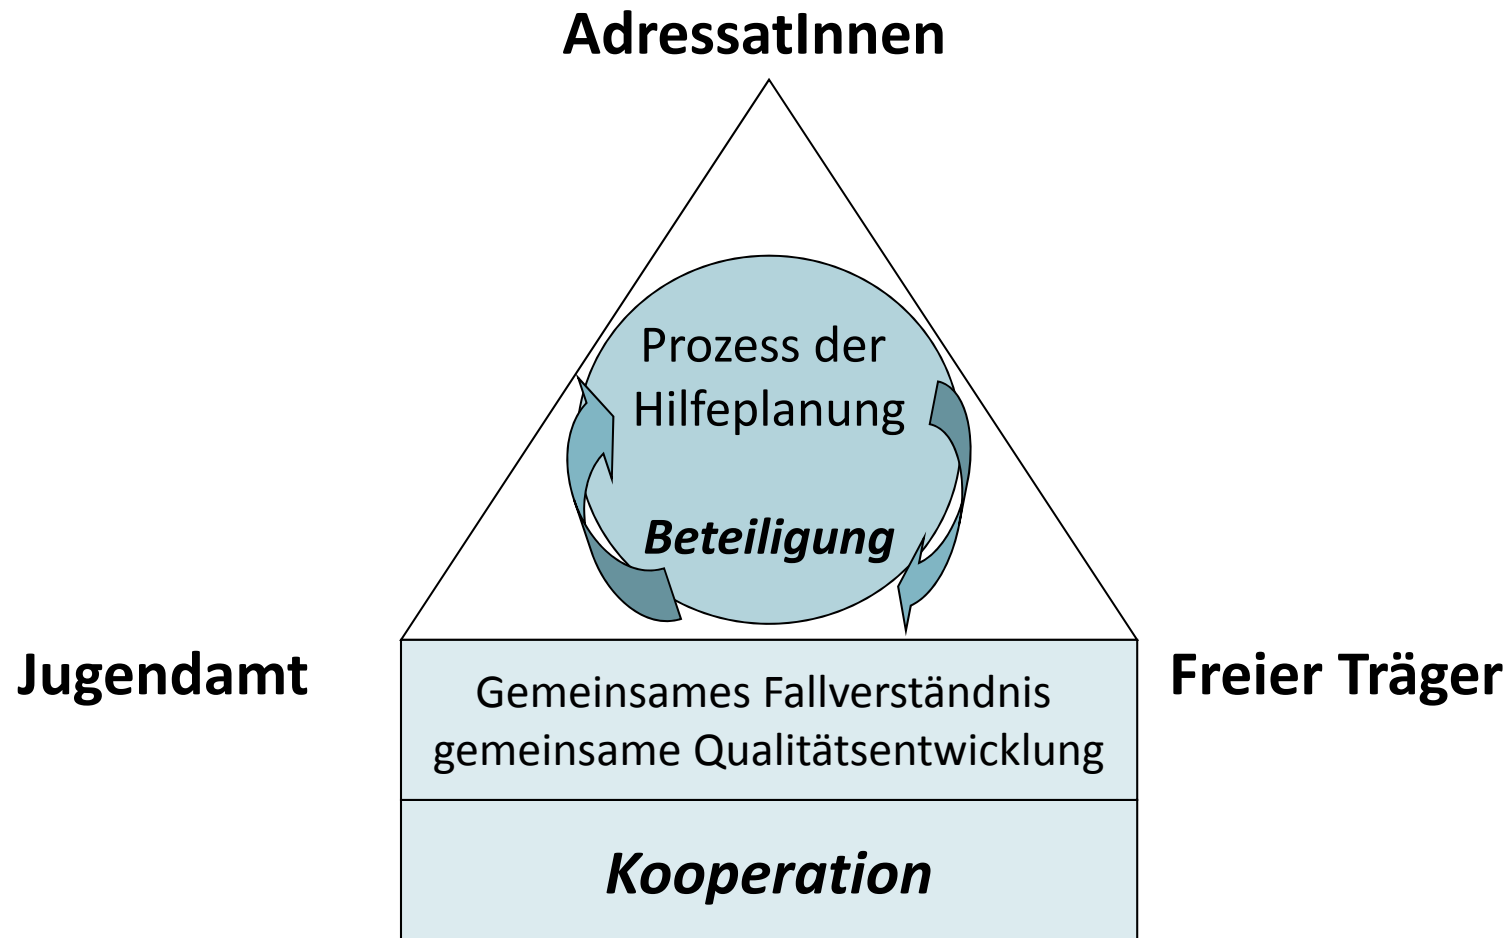 AdressatInnen
Prozess der
Hilfeplanung
Beteiligung
Jugendamt
Freier Träger
Gemeinsames Fallverständnis
gemeinsame Qualitätsentwicklung
Kooperation